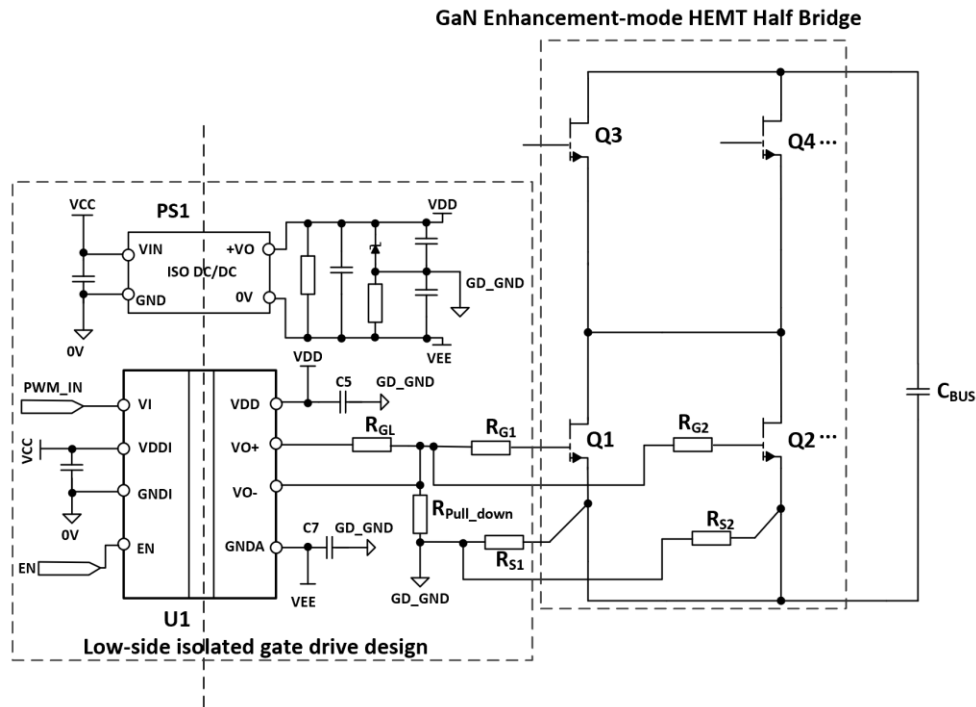 GaN Enhancement-mode HEMT Half Bridge
Q3
Q4...
VCC
PS1
VDD
VIN
+VO
ISO DC/DC
GD_GND
GND
0V
0V
VEE
VDD
PWM_IN
C5
GD_GND
VI
VDD
CBUS
RGL
RG1
Q1
RG2
Q2...
VCC
VDDI
VO+
GNDI
VO-
RPull_down
0V
C7
GD_GND
RS1
RS2
EN
EN
GNDA
VEE
GD_GND
U1
Low-side isolated gate drive design